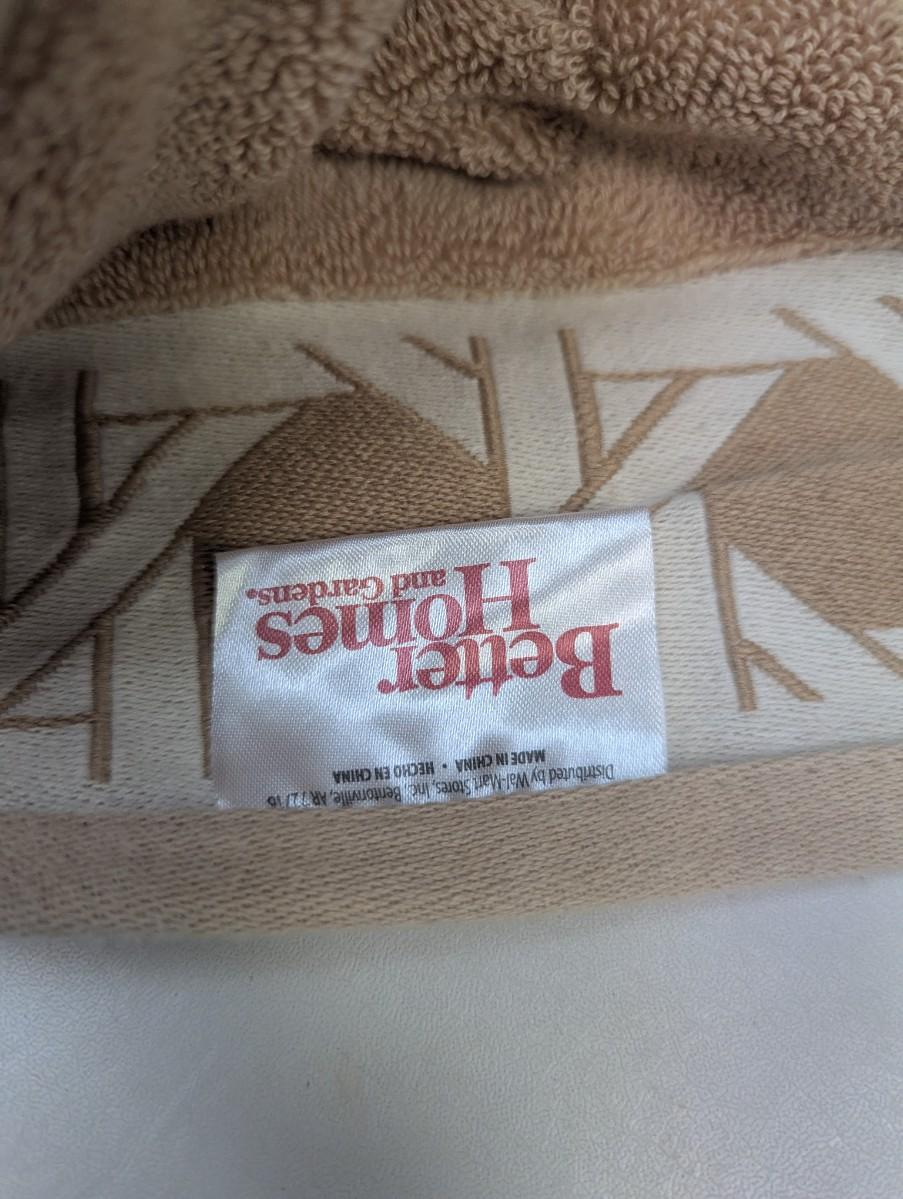 Better
Homes
and Gardens.
MADE IN CHINA • HECHO EN CHINA
Distributed by Wal-Mart Stores, Inc., Bentonville, AR 72716